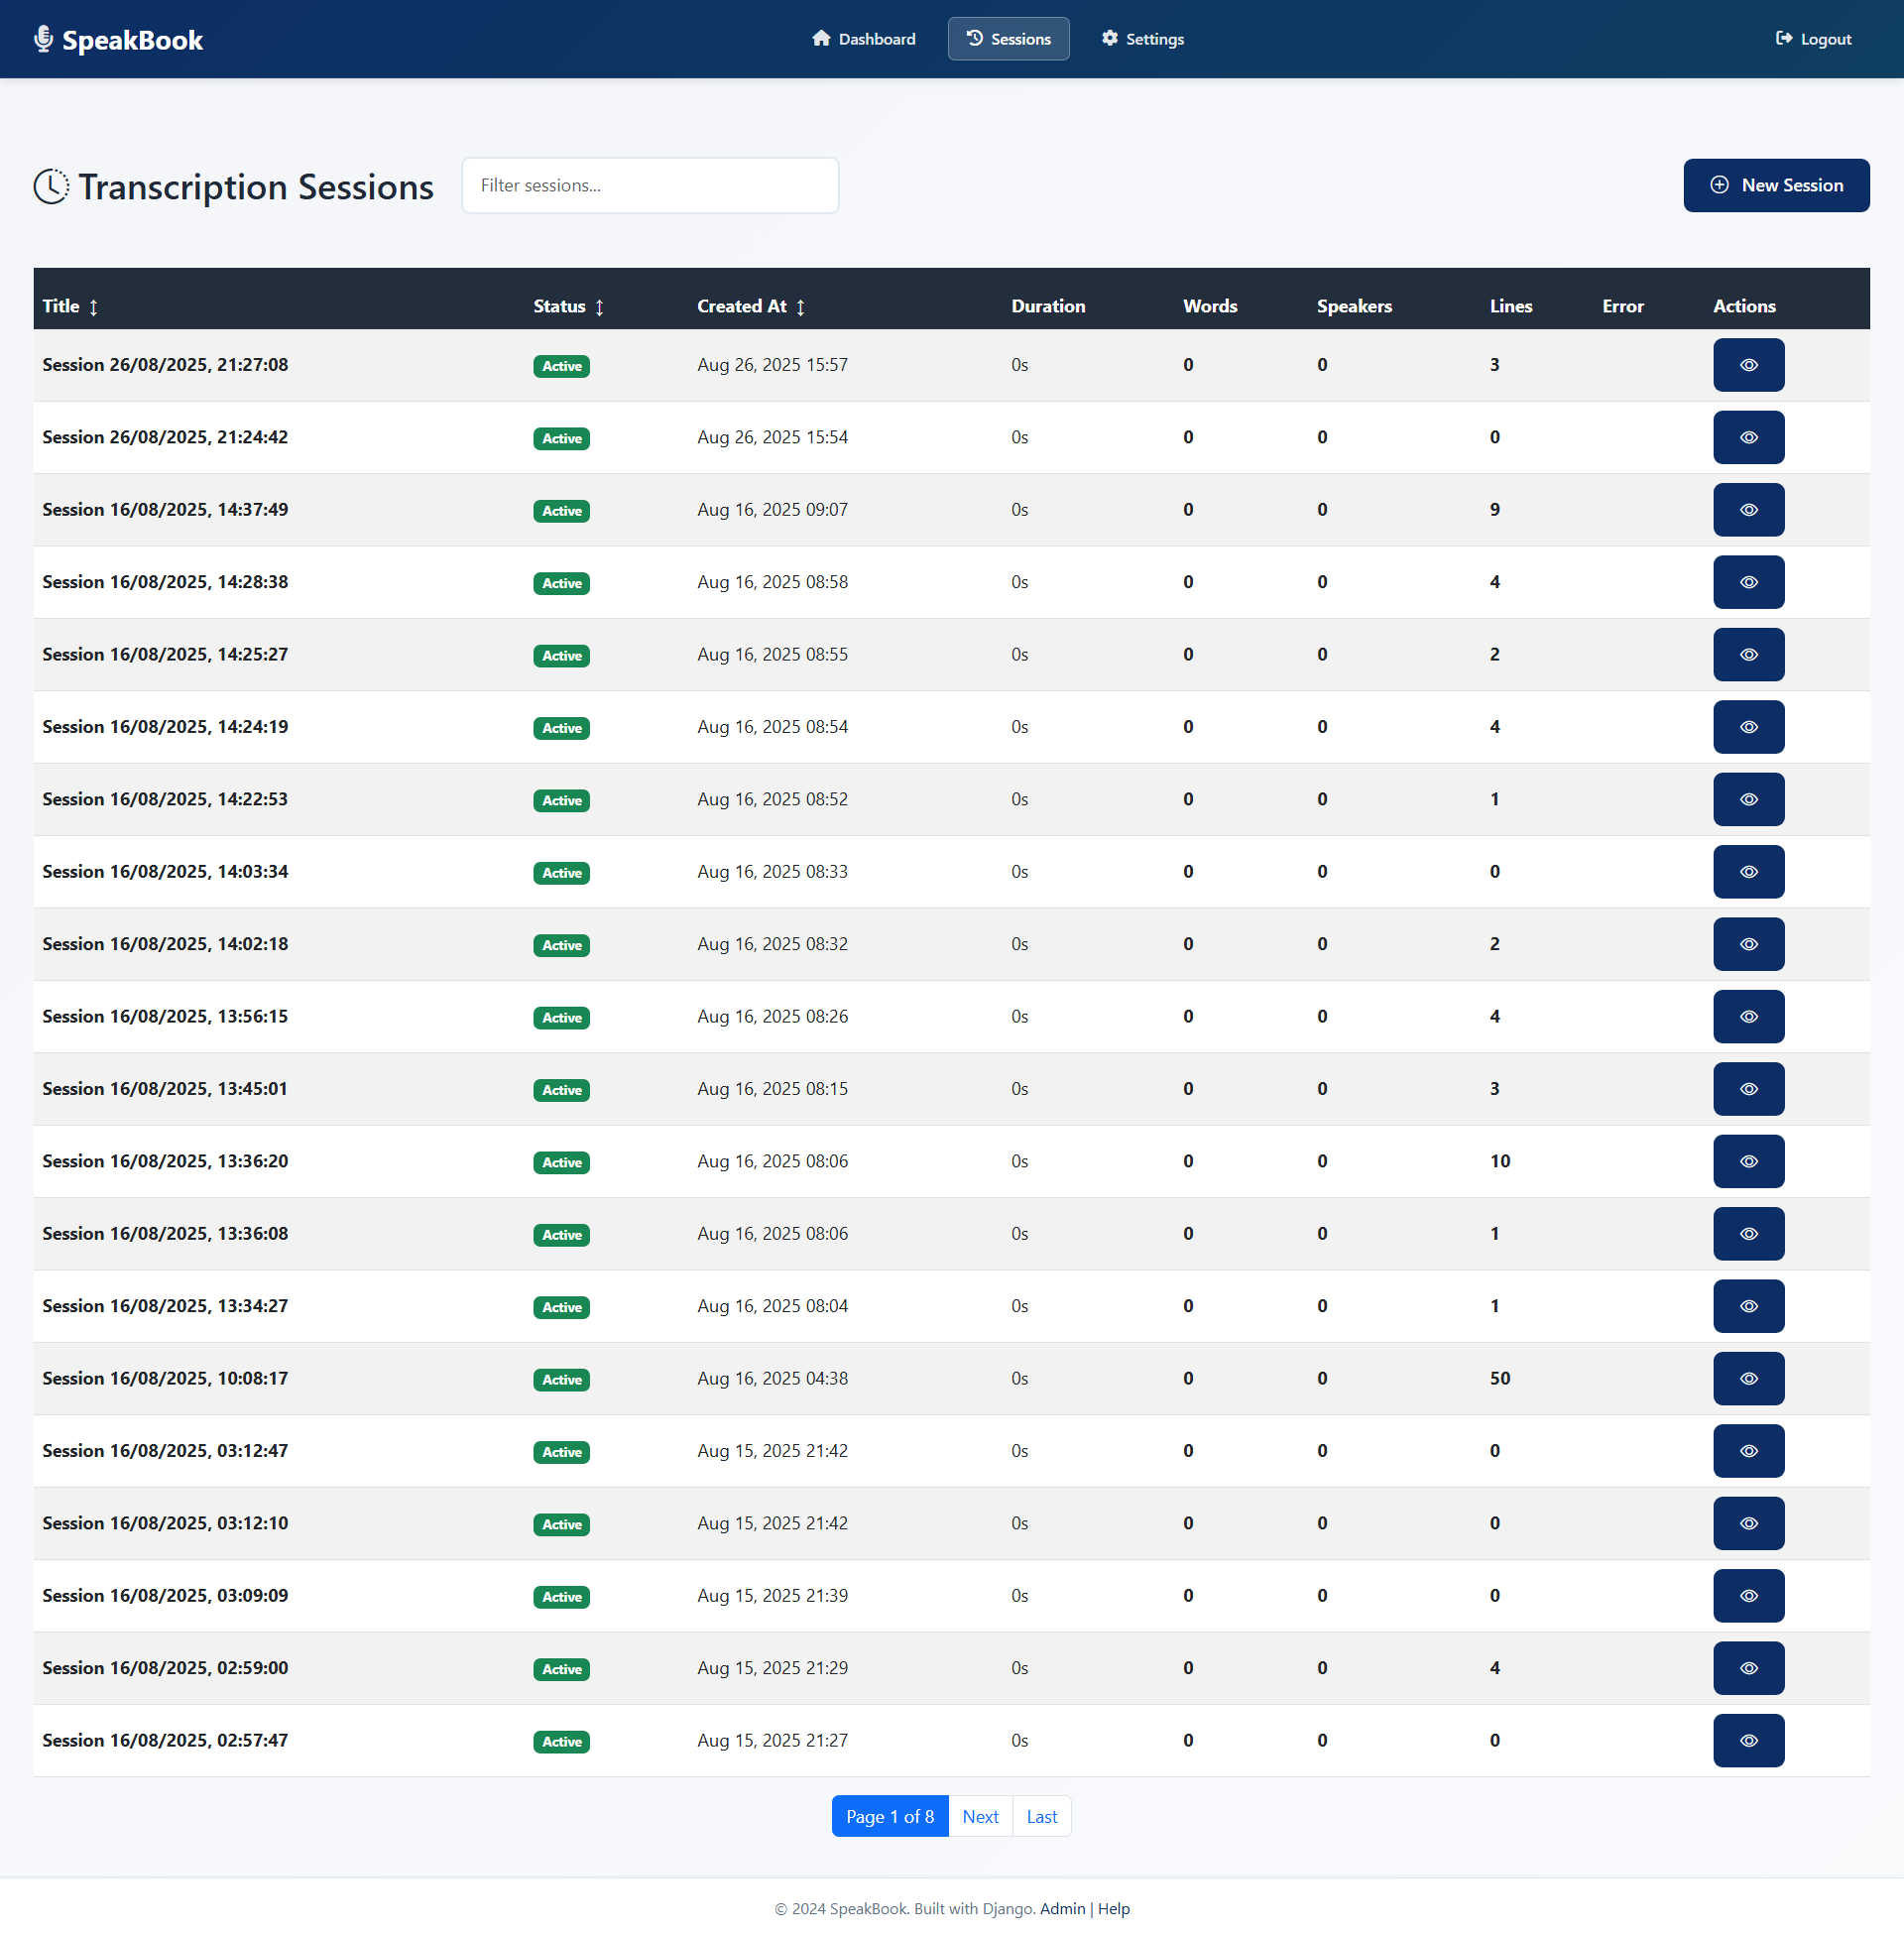 SpeakBook Dashboard Sessions Settings Logout
Transcription Sessions Filter sessions... New Session
Title ↕ Status ↕ Created At ↕ Duration Words Speakers Lines Error Actions
Session 26/08/2025, 21:27:08 Active Aug 26, 2025 15:57 0s 0 0 3
Session 26/08/2025, 21:24:42 Active Aug 26, 2025 15:54 0s 0 0 0
Session 16/08/2025, 14:37:49 Active Aug 16, 2025 09:07 0s 0 0 9
Session 16/08/2025, 14:28:38 Active Aug 16, 2025 08:58 0s 0 0 4
Session 16/08/2025, 14:25:27 Active Aug 16, 2025 08:55 0s 0 0 2
Session 16/08/2025, 14:24:19 Active Aug 16, 2025 08:54 0s 0 0 4
Session 16/08/2025, 14:22:53 Active Aug 16, 2025 08:52 0s 0 0 1
Session 16/08/2025, 14:03:34 Active Aug 16, 2025 08:33 0s 0 0 0
Session 16/08/2025, 14:02:18 Active Aug 16, 2025 08:32 0s 0 0 2
Session 16/08/2025, 13:56:15 Active Aug 16, 2025 08:26 0s 0 0 4
Session 16/08/2025, 13:45:01 Active Aug 16, 2025 08:15 0s 0 0 3
Session 16/08/2025, 13:36:20 Active Aug 16, 2025 08:06 0s 0 0 10
Session 16/08/2025, 13:36:08 Active Aug 16, 2025 08:06 0s 0 0 1
Session 16/08/2025, 13:34:27 Active Aug 16, 2025 08:04 0s 0 0 1
Session 16/08/2025, 10:08:17 Active Aug 16, 2025 04:38 0s 0 0 50
Session 16/08/2025, 03:12:47 Active Aug 15, 2025 21:42 0s 0 0 0
Session 16/08/2025, 03:12:10 Active Aug 15, 2025 21:42 0s 0 0 0
Session 16/08/2025, 03:09:09 Active Aug 15, 2025 21:39 0s 0 0 0
Session 16/08/2025, 02:59:00 Active Aug 15, 2025 21:29 0s 0 0 4
Session 16/08/2025, 02:57:47 Active Aug 15, 2025 21:27 0s 0 0 0
Page 1 of 8 Next Last
© 2024 SpeakBook. Built with Django. Admin | Help